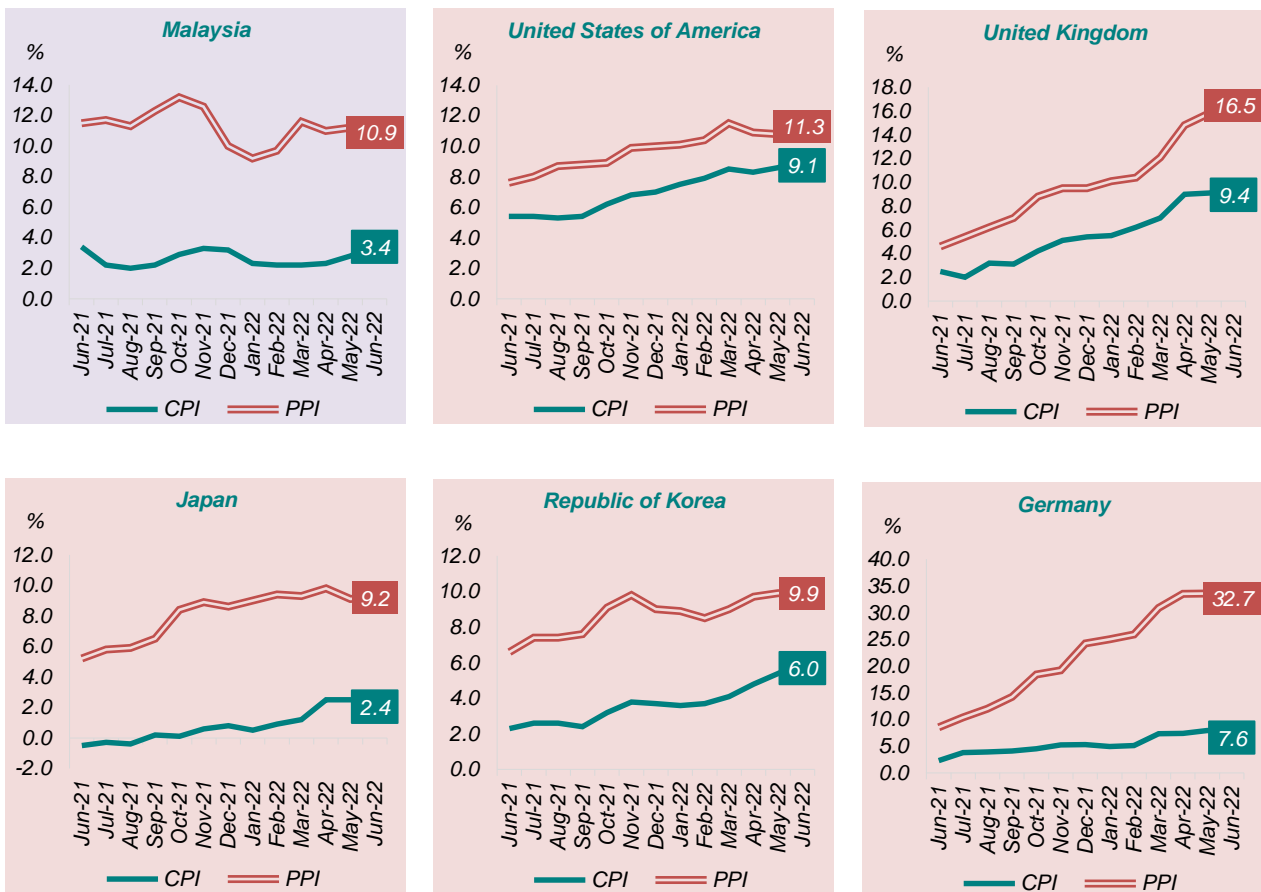 Malaysia
%
14.0
12.0
10.0
8.0
6.0
4.0
2.0
0.0
10.9
3.4
Jun-21
Jul-21
Aug-21
Sep-21
Oct-21
Nov-21
Dec-21
Jan-22
Feb-22
Mar-22
Apr-22
May-22
Jun-22
CPI PPI
United States of America
%
14.0
12.0
10.0
8.0
6.0
4.0
2.0
0.0
11.3
9.1
Jun-21
Jul-21
Aug-21
Sep-21
Oct-21
Nov-21
Dec-21
Jan-22
Feb-22
Mar-22
Apr-22
May-22
Jun-22
CPI PPI
United Kingdom
%
18.0
16.0
14.0
12.0
10.0
8.0
6.0
4.0
2.0
0.0
16.5
9.4
Jun-21
Jul-21
Aug-21
Sep-21
Oct-21
Nov-21
Dec-21
Jan-22
Feb-22
Mar-22
Apr-22
May-22
Jun-22
CPI PPI
Japan
%
12.0
10.0
8.0
6.0
4.0
2.0
0.0
-2.0
9.2
2.4
Jun-21
Jul-21
Aug-21
Sep-21
Oct-21
Nov-21
Dec-21
Jan-22
Feb-22
Mar-22
Apr-22
May-22
Jun-22
CPI PPI
Republic of Korea
%
12.0
10.0
8.0
6.0
4.0
2.0
0.0
9.9
6.0
Jun-21
Jul-21
Aug-21
Sep-21
Oct-21
Nov-21
Dec-21
Jan-22
Feb-22
Mar-22
Apr-22
May-22
Jun-22
CPI PPI
Germany
%
40.0
35.0
30.0
25.0
20.0
15.0
10.0
5.0
0.0
32.7
7.6
Jun-21
Jul-21
Aug-21
Sep-21
Oct-21
Nov-21
Dec-21
Jan-22
Feb-22
Mar-22
Apr-22
May-22
Jun-22
CPI PPI